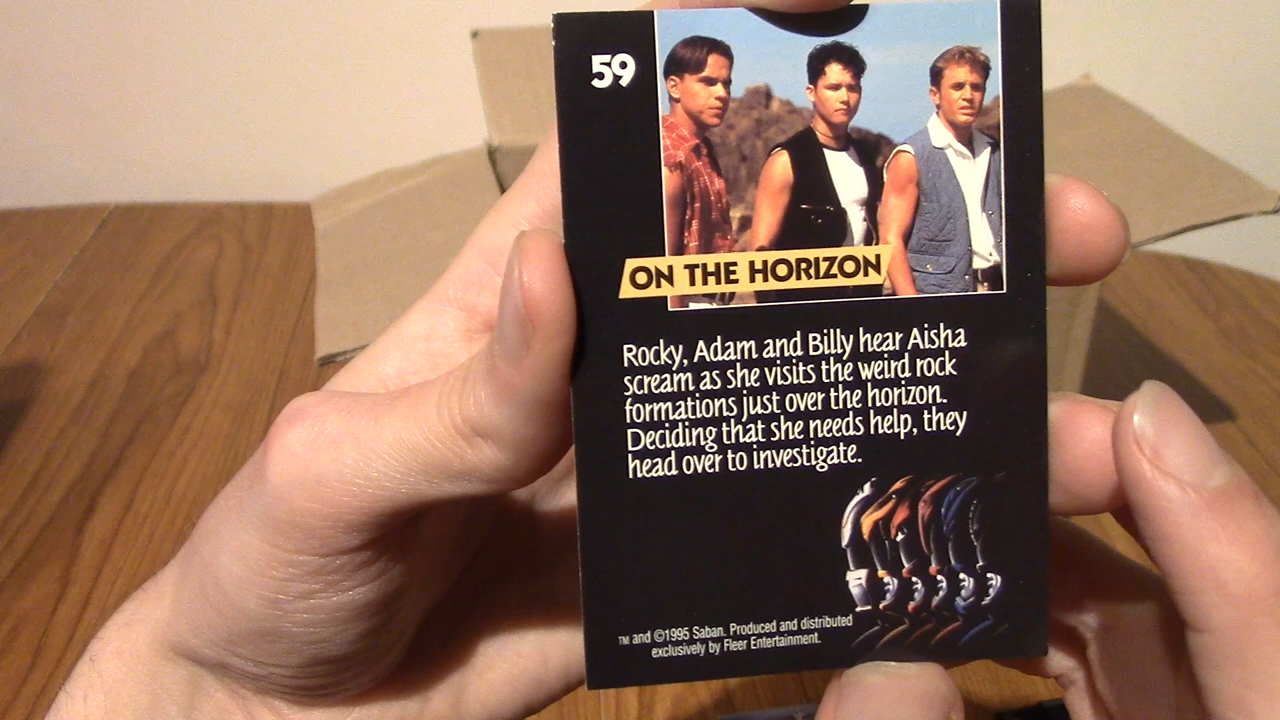 59
ON THE HORIZON
Rocky, Adam and Billy hear Aisha
scream as she visits the weird rock
formations just over the horizon.
Deciding that she needs help, they
head over to investigate.
™ and ©1995 Saban. Produced and distributed
exclusively by Fleer Entertainment.